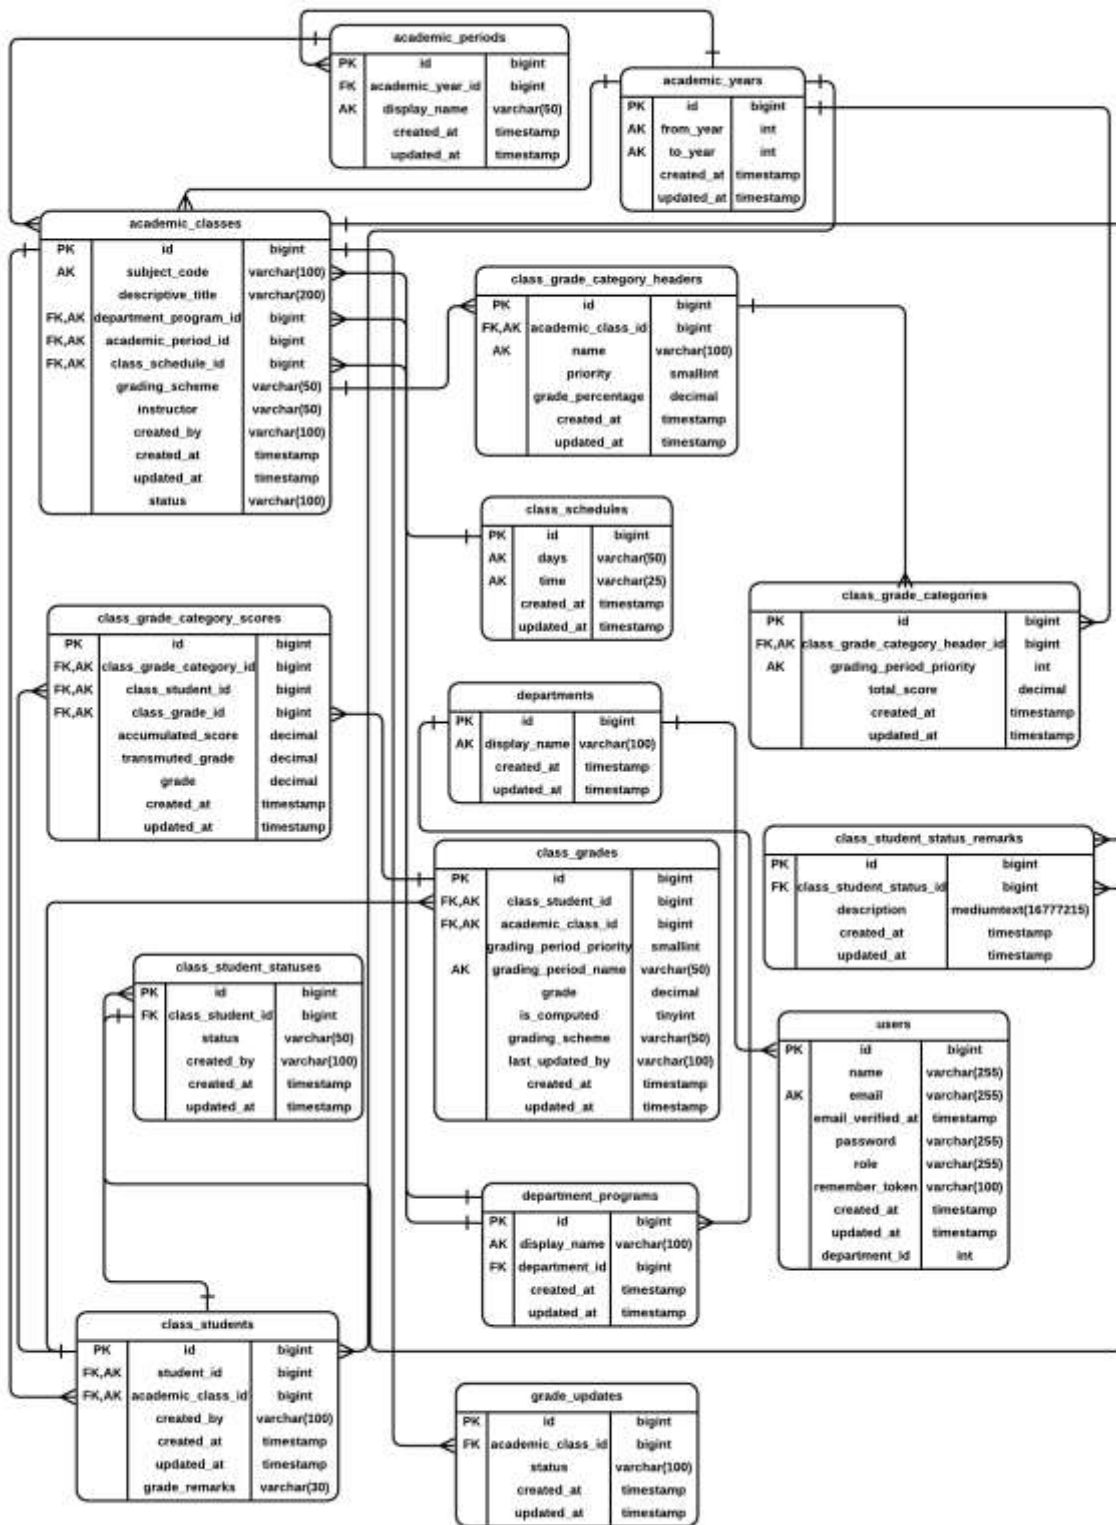 academic_periods
PK id bigint
FK academic_year_id bigint
AK display_name varchar(50)
created_at timestamp
updated_at timestamp
academic_years
PK id bigint
AK from_year int
AK to_year int
created_at timestamp
updated_at timestamp
academic_classes
PK id bigint
AK subject_code varchar(100)
descriptive_title varchar(200)
FK,AK department_program_id bigint
FK,AK academic_period_id bigint
FK,AK class_schedule_id bigint
grading_scheme varchar(50)
instructor varchar(50)
created_by varchar(100)
created_at timestamp
updated_at timestamp
status varchar(100)
class_grade_category_headers
PK id bigint
FK,AK academic_class_id bigint
AK name varchar(100)
priority smallint
grade_percentage decimal
created_at timestamp
updated_at timestamp
class_schedules
PK id bigint
AK days varchar(50)
AK time varchar(25)
created_at timestamp
updated_at timestamp
class_grade_categories
PK id bigint
FK,AK class_grade_category_header_id bigint
AK grading_period_priority int
total_score decimal
created_at timestamp
updated_at timestamp
class_grade_category_scores
PK id bigint
FK,AK class_grade_category_id bigint
FK,AK class_student_id bigint
FK,AK class_grade_id bigint
accumulated_score decimal
transmuted_grade decimal
grade decimal
created_at timestamp
updated_at timestamp
departments
PK id bigint
AK display_name varchar(100)
created_at timestamp
updated_at timestamp
class_student_status_remarks
PK id bigint
FK class_student_status_id bigint
description mediumtext(16777215)
created_at timestamp
updated_at timestamp
class_grades
PK id bigint
FK,AK class_student_id bigint
FK,AK academic_class_id bigint
grading_period_priority smallint
AK grading_period_name varchar(50)
grade decimal
is_computed tinyint
grading_scheme varchar(50)
last_updated_by varchar(100)
created_at timestamp
updated_at timestamp
class_student_statuses
PK id bigint
FK class_student_id bigint
status varchar(50)
created_by varchar(100)
created_at timestamp
updated_at timestamp
users
PK id bigint
name varchar(255)
AK email varchar(255)
email_verified_at timestamp
password varchar(255)
role varchar(255)
remember_token varchar(100)
created_at timestamp
updated_at timestamp
department_id int
department_programs
PK id bigint
AK display_name varchar(100)
FK department_id bigint
created_at timestamp
updated_at timestamp
class_students
PK id bigint
FK,AK student_id bigint
FK,AK academic_class_id bigint
created_by varchar(100)
created_at timestamp
updated_at timestamp
grade_remarks varchar(30)
grade_updates
PK id bigint
FK academic_class_id bigint
status varchar(100)
created_at timestamp
updated_at timestamp